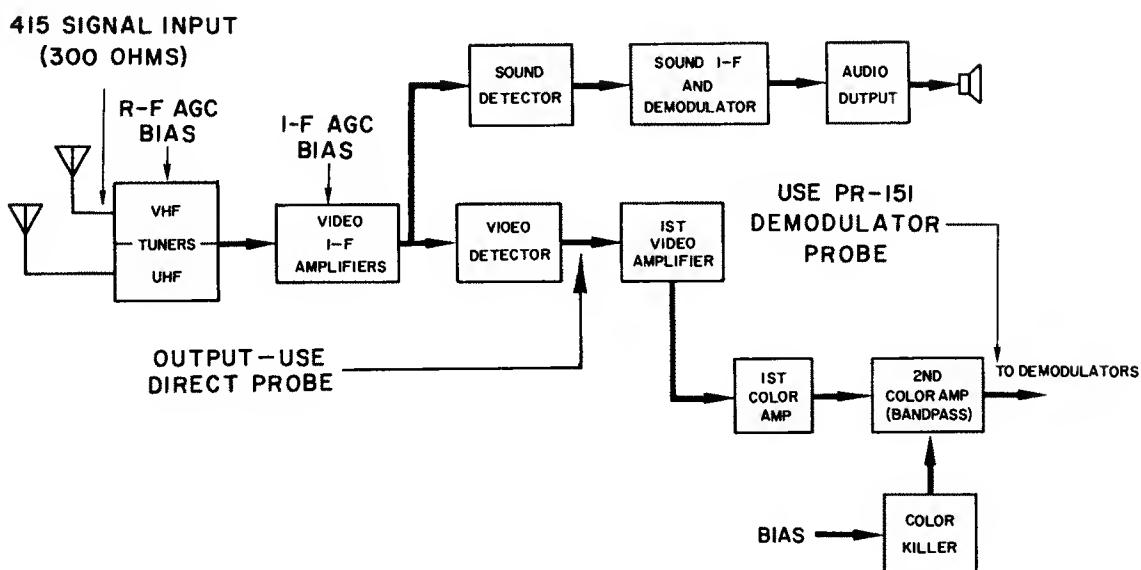 415 SIGNAL INPUT
(300 OHMS)
R-F AGC
BIAS
I-F AGC
BIAS
VHF
TUNERS
UHF
VIDEO
I-F
AMPLIFIERS
SOUND
DETECTOR
SOUND I-F
AND
DEMODULATOR
AUDIO
OUTPUT
VIDEO
DETECTOR
1ST
VIDEO
AMPLIFIER
USE PR-151
DEMODULATOR
PROBE
OUTPUT-USE
DIRECT PROBE
1ST
COLOR
AMP
2ND
COLOR AMP
(BANDPASS)
TO DEMODULATORS
BIAS
COLOR
KILLER